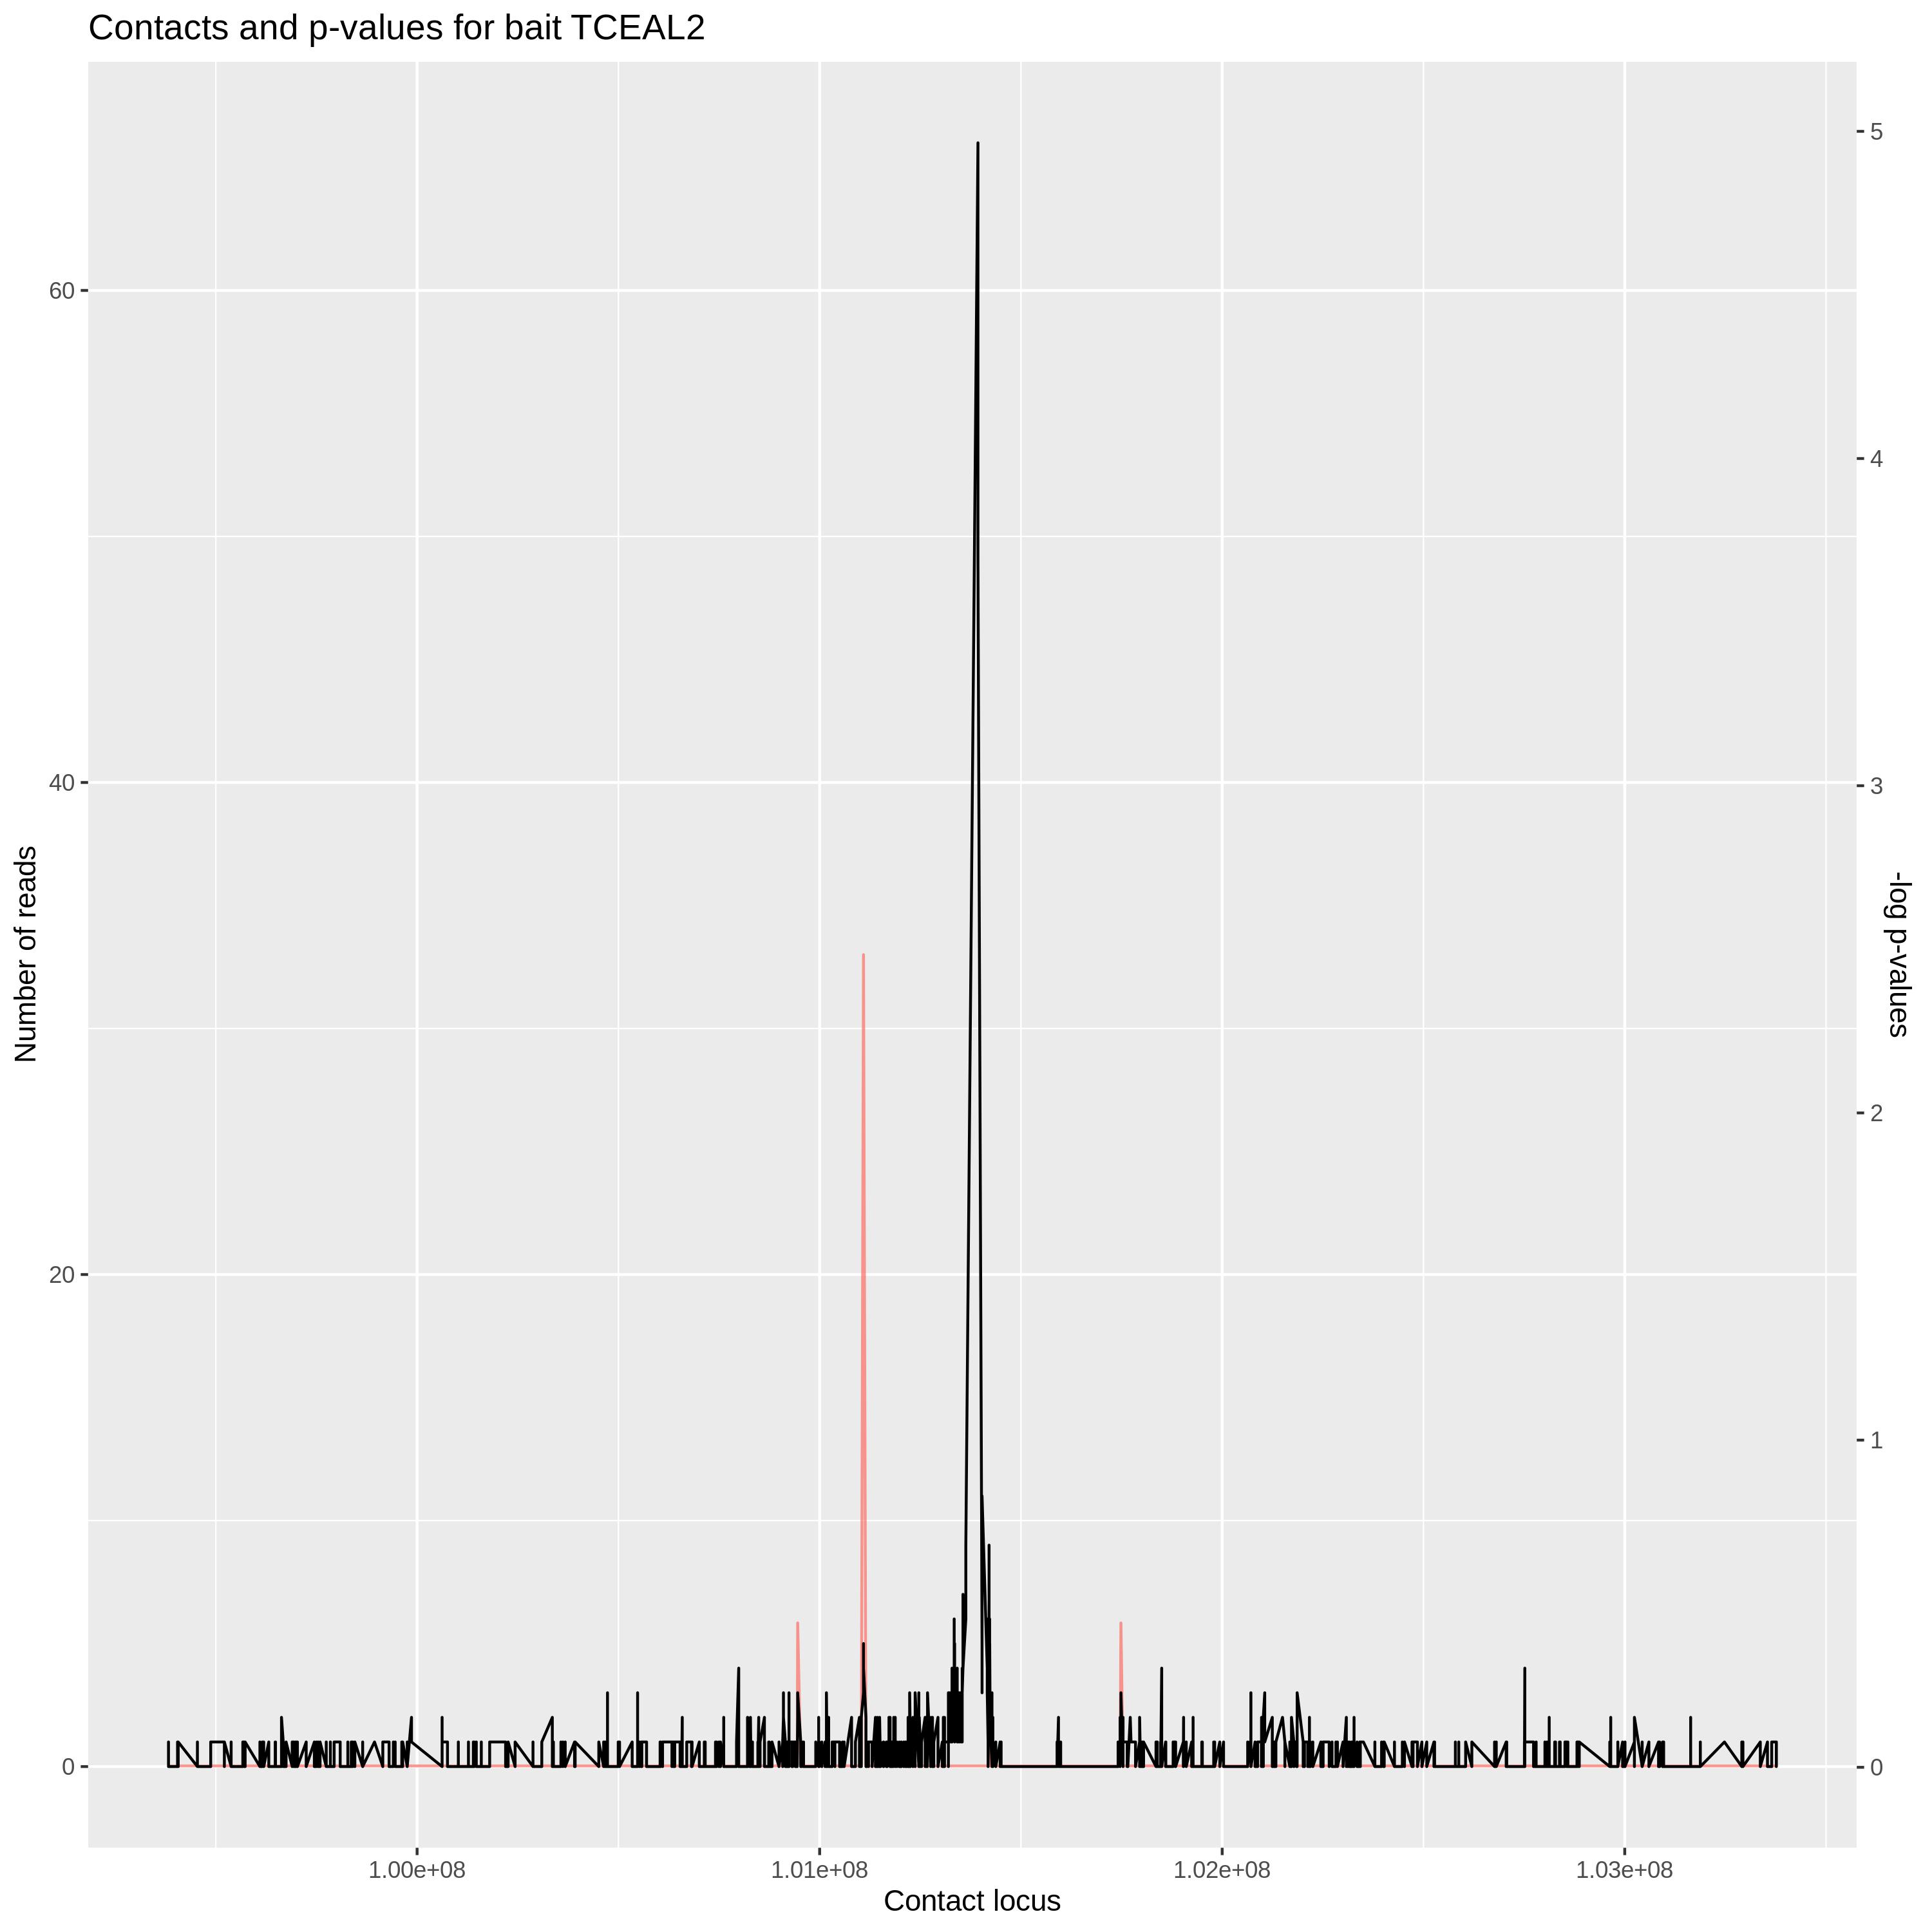 Contacts and p-values for bait TCEAL2
Number of reads
60
40
20
0
5
4
3
2
1
0
-log p-values
1.00e+08
1.01e+08
1.02e+08
1.03e+08
Contact locus